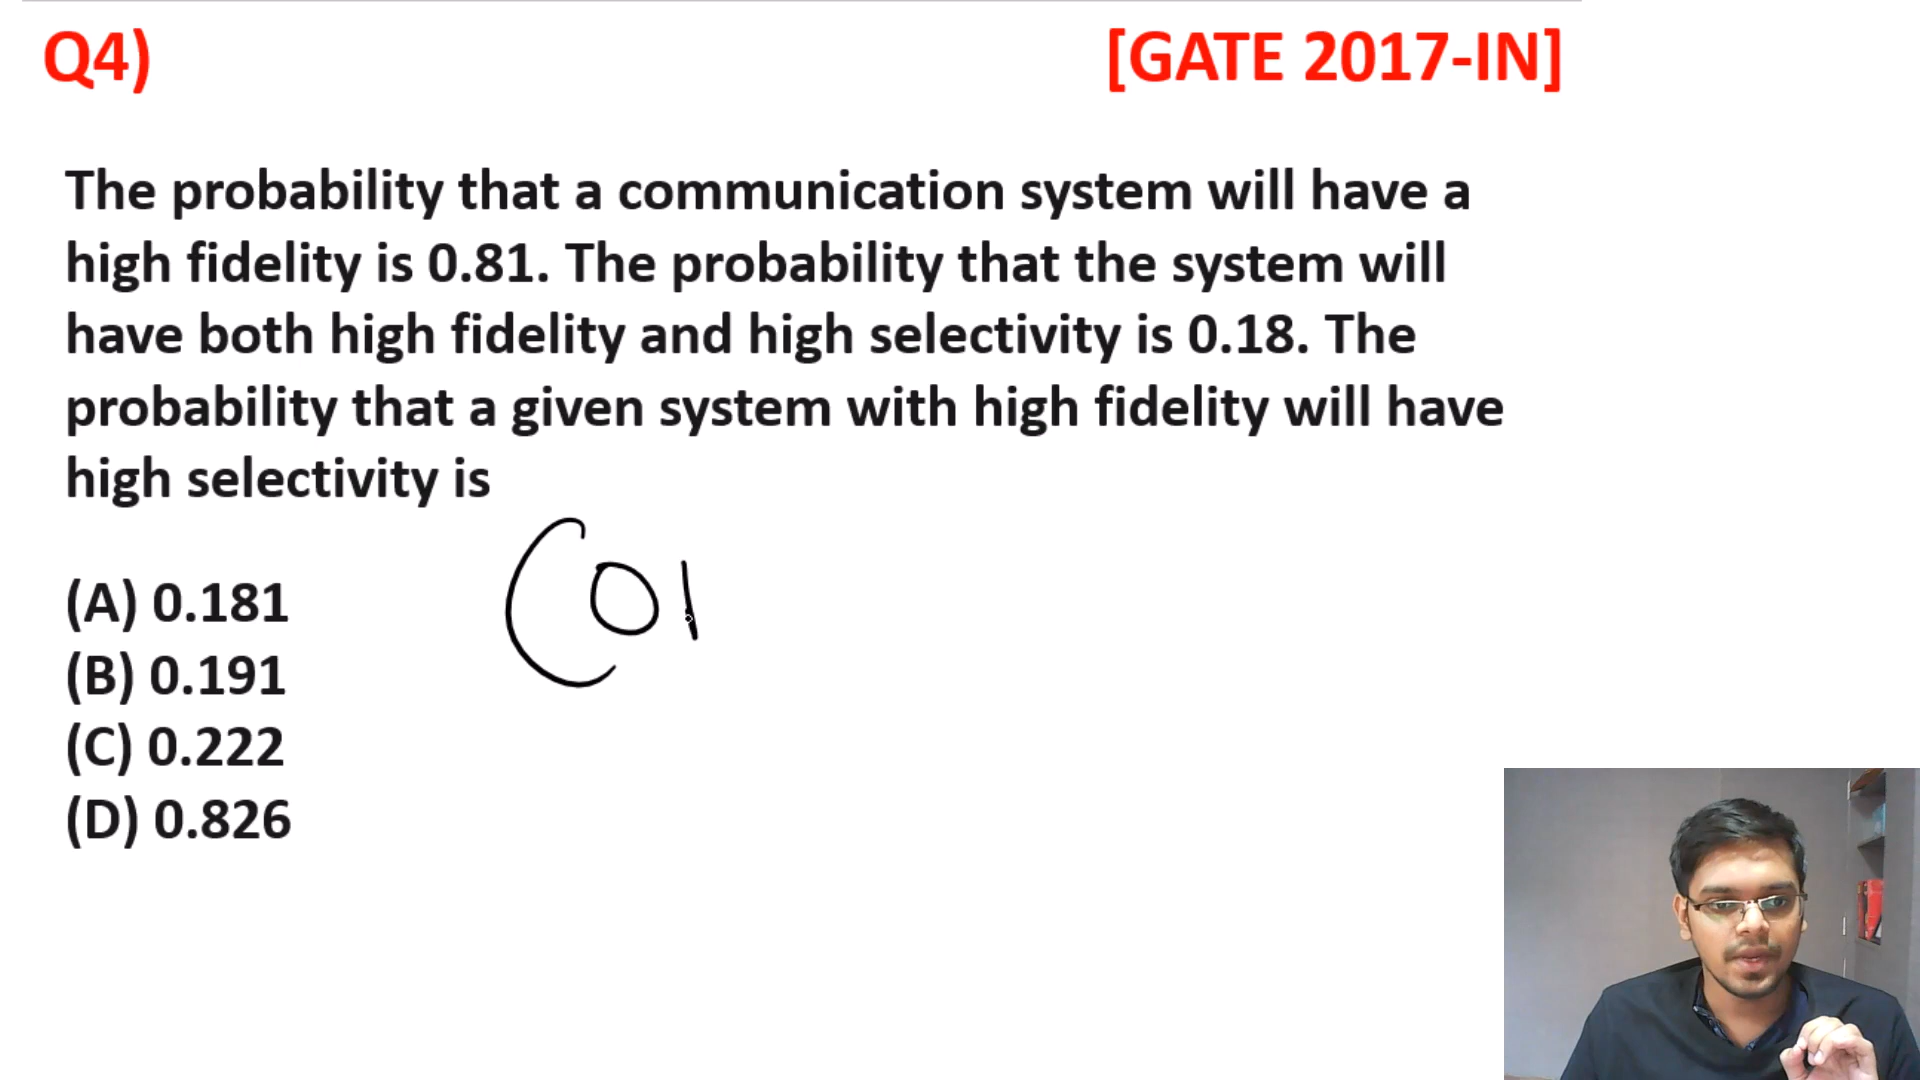 Q4) [GATE 2017-IN]
The probability that a communication system will have a
high fidelity is 0.81. The probability that the system will
have both high fidelity and high selectivity is 0.18. The
probability that a given system with high fidelity will have
high selectivity is
(A) 0.181
(B) 0.191
(C) 0.222
(D) 0.826